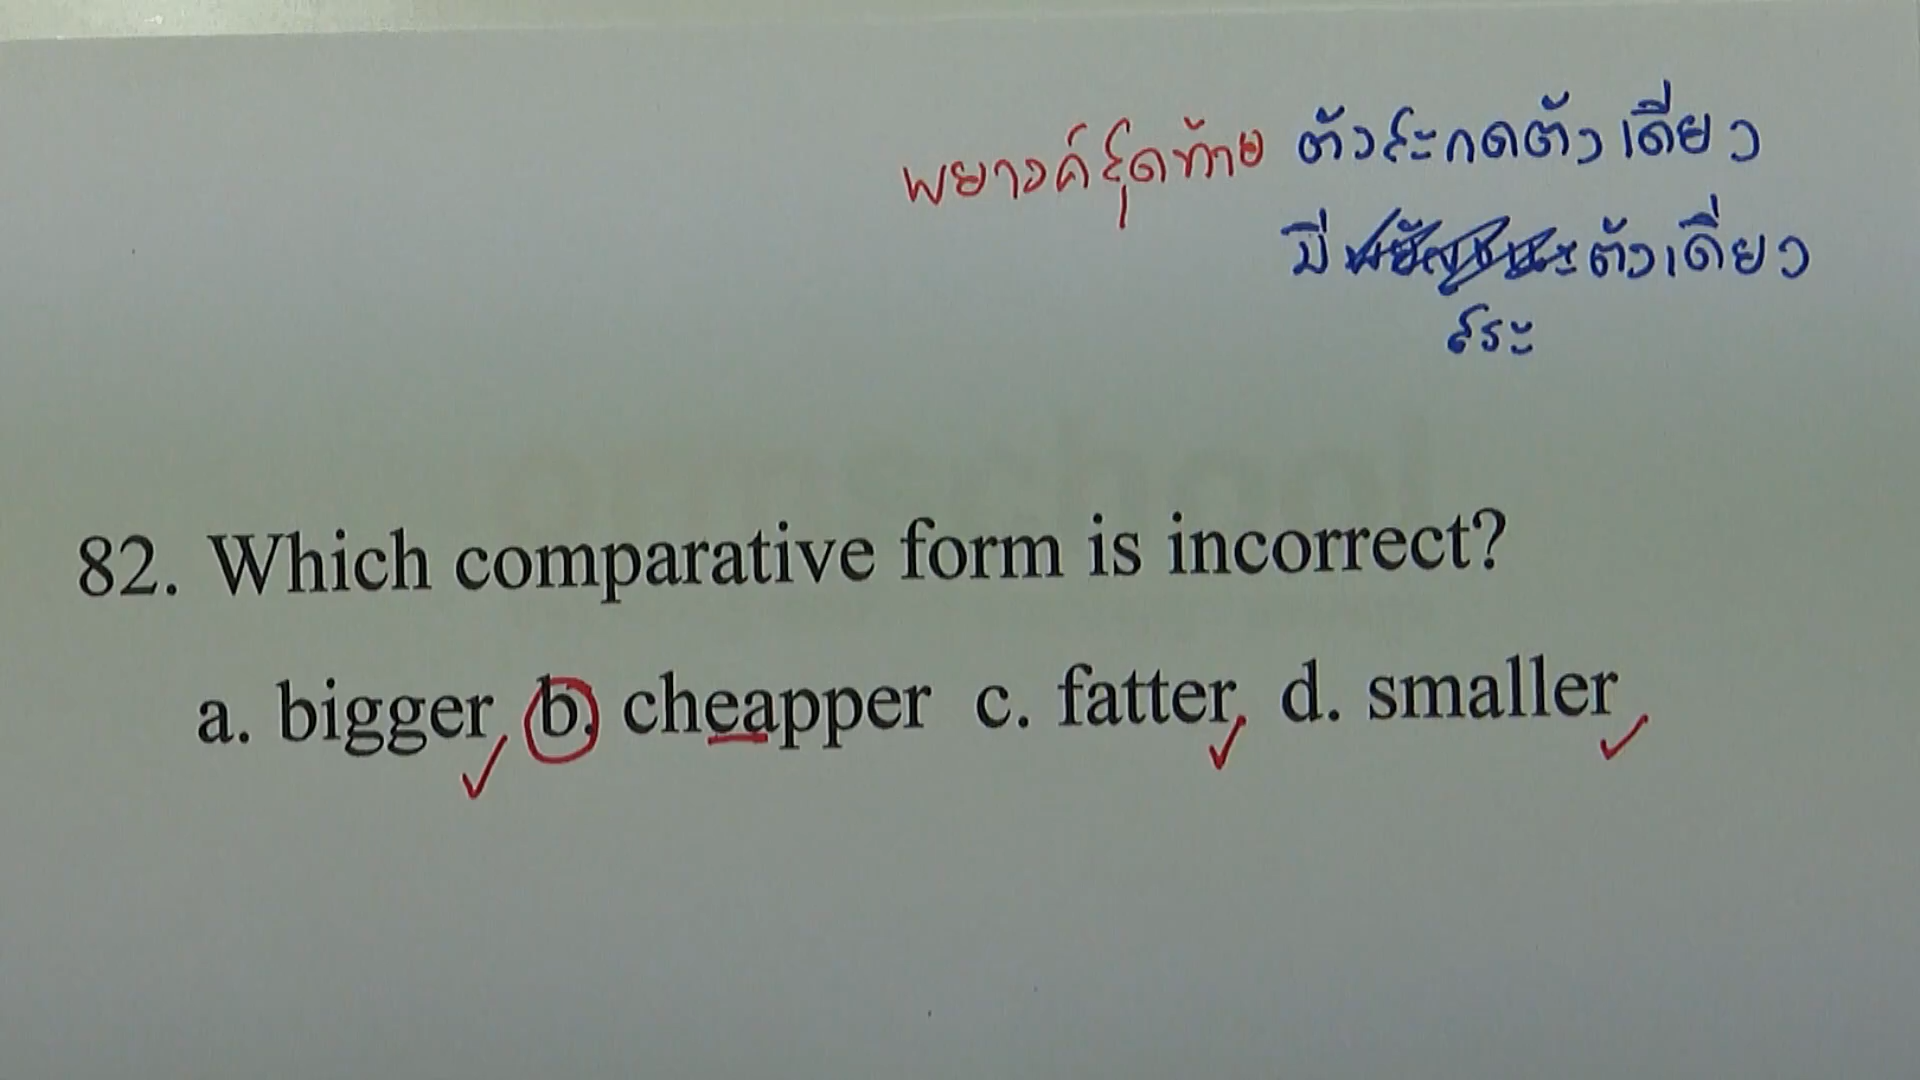 พยางค์สุดท้าย ตัวสะกดตัวเดียว
มี ตัวเดียว
สระ
82. Which comparative form is incorrect?
a. bigger b. cheapper c. fatter d. smaller